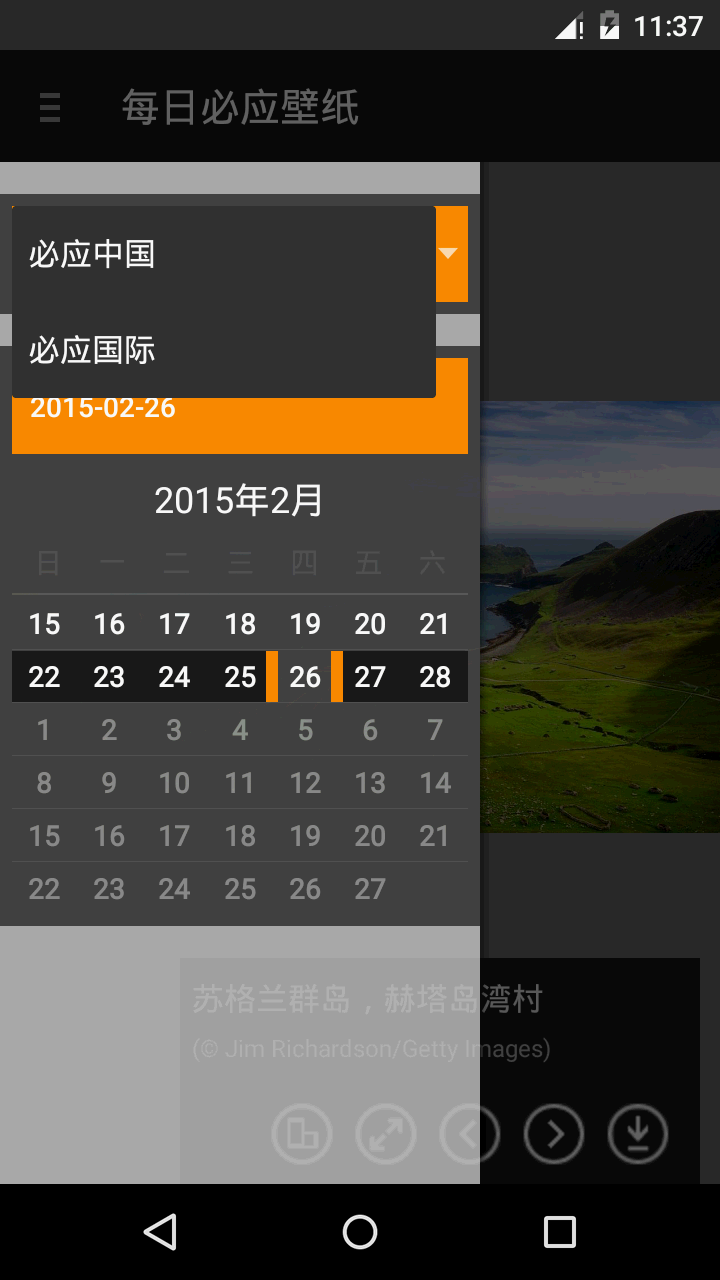 11:37
每日必应壁纸
必应中国
必应国际
2015-02-26
2015年2月
日 一 二 三 四 五 六
15 16 17 18 19 20 21
22 23 24 25 26 27 28
1 2 3 4 5 6 7
8 9 10 11 12 13 14
15 16 17 18 19 20 21
22 23 24 25 26 27
苏格兰群岛，赫塔岛湾村
(© Jim Richardson/Getty Images)